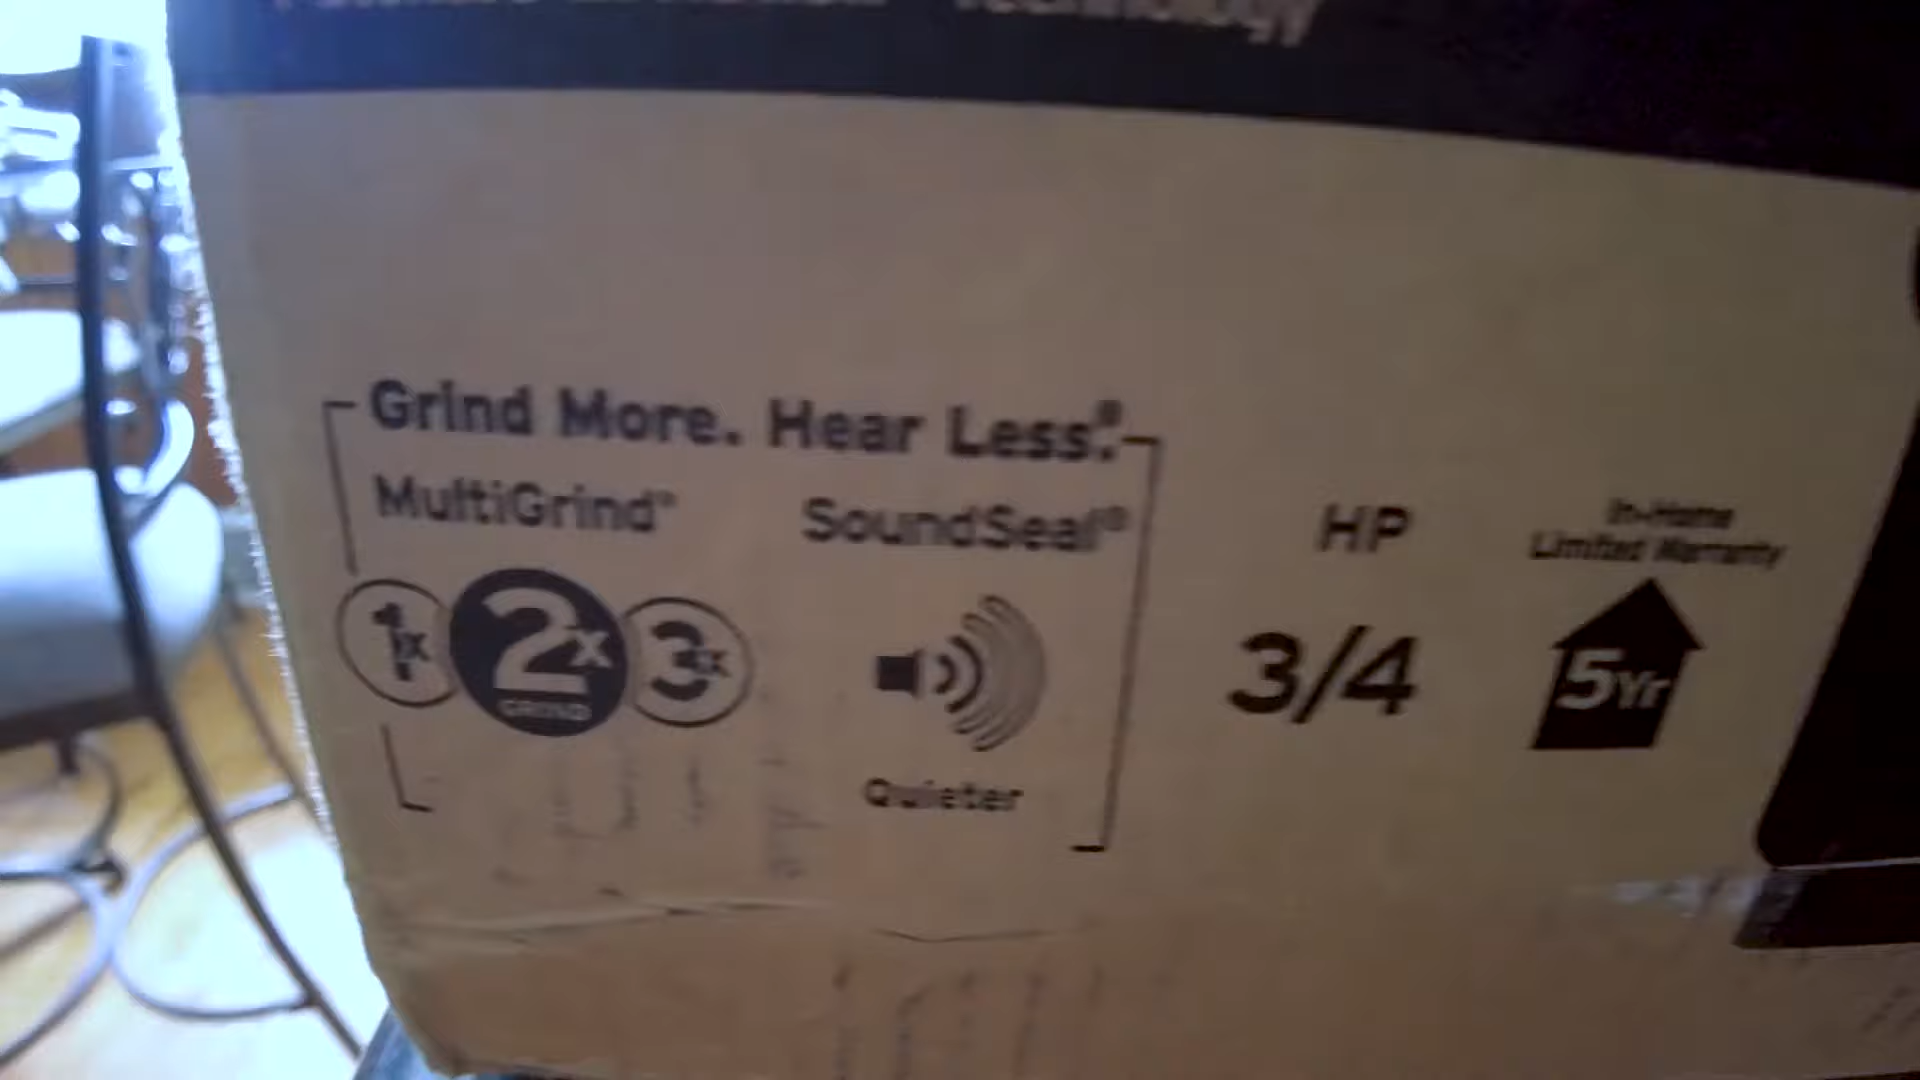 Technology
Grind More. Hear Less.®
MultiGrind®
SoundSeal®
HP
In-Home
Limited Warranty
1x
2x
GRIND
3x
3/4
5Yr
Quieter